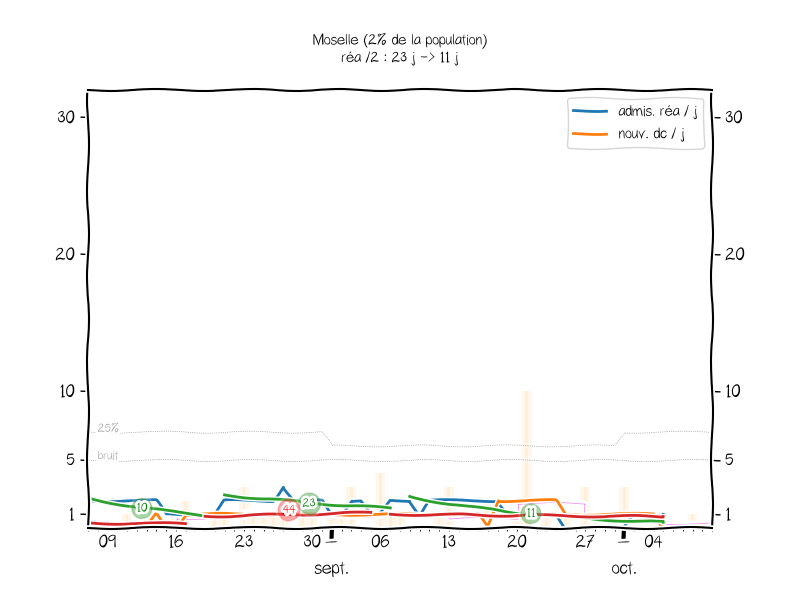 Moselle (2% de la population)
réa /2 : 23 j -> 11 j
admis. réa / j
nouv. dc / j
30 30
20 20
10 10
25%
bruit
5 5
10 44 23 11
1 1
09 16 23 30 06 13 20 27 04
sept. oct.